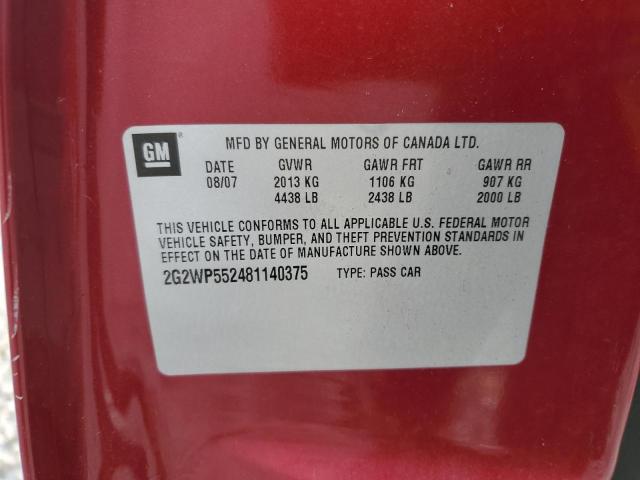 GM ®
MFD BY GENERAL MOTORS OF CANADA LTD.
DATE GVWR GAWR FRT GAWR RR
08/07 2013 KG 1106 KG 907 KG
4438 LB 2438 LB 2000 LB
THIS VEHICLE CONFORMS TO ALL APPLICABLE U.S. FEDERAL MOTOR
VEHICLE SAFETY, BUMPER, AND THEFT PREVENTION STANDARDS IN
EFFECT ON THE DATE OF MANUFACTURE SHOWN ABOVE.
2G2WP552481140375 TYPE: PASS CAR